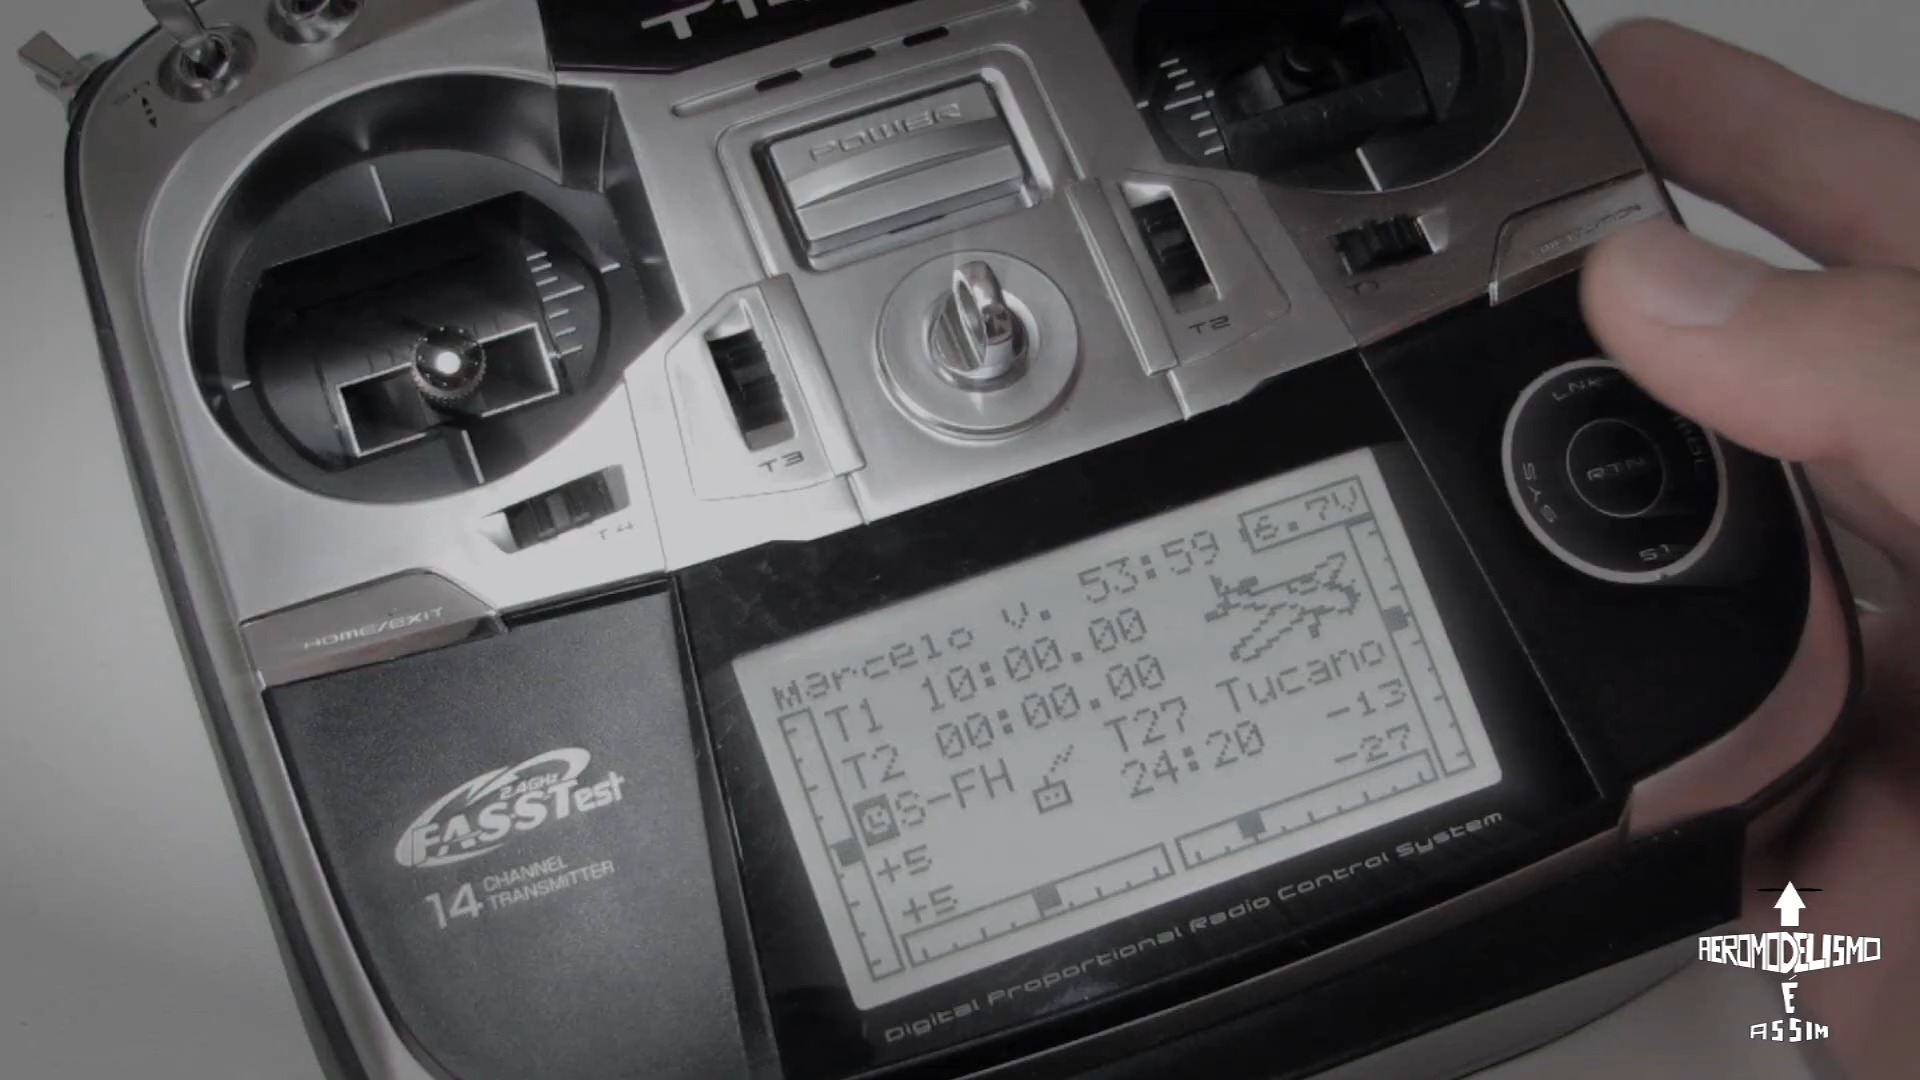 POWER
T2
T3
T4
LNK
SYS
RTN
S1
HOME/EXIT
Marcelo V. 53:59 6.7V
T1 10:00.00
T2 00:00.00
S-FH T27 Tucano
24:20 -13
+5 -27
+5
Digital Proportional Radio Control System
2.4GHz
FASSTest
14 CHANNEL
TRANSMITTER
AEROMODELISMO
É
ASSIM